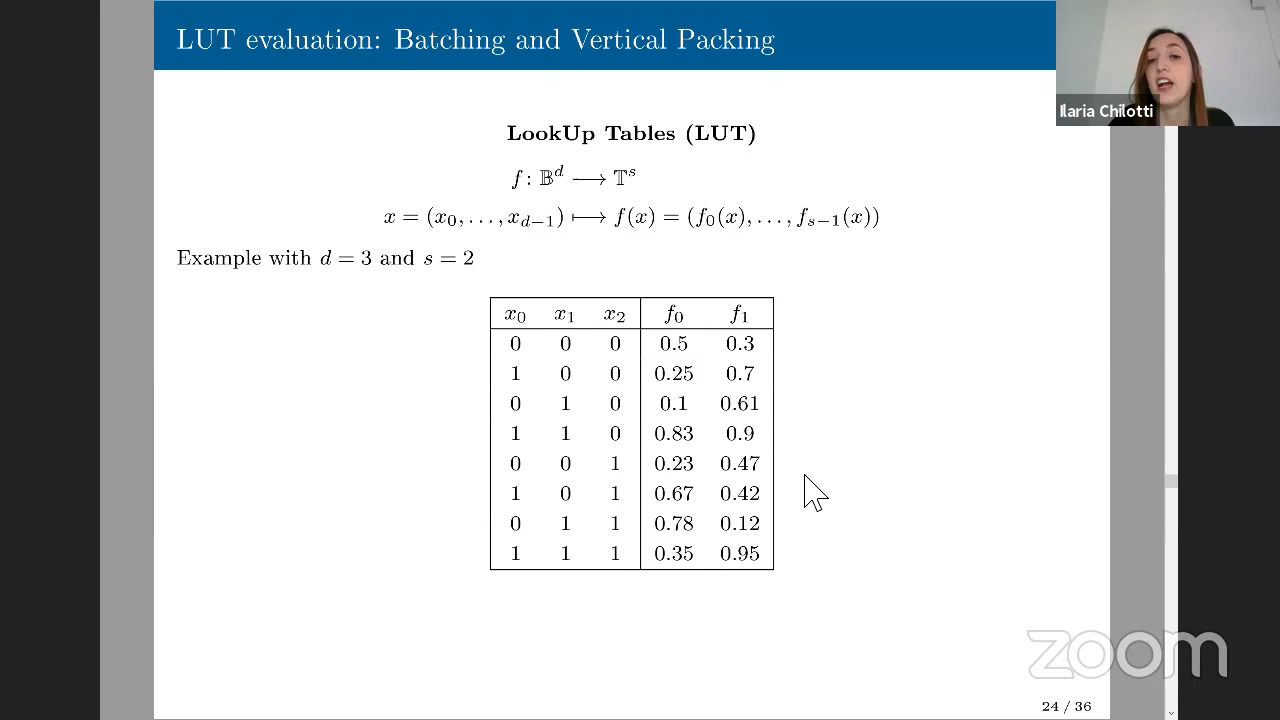 LUT evaluation: Batching and Vertical Packing
Ilaria Chilotti
LookUp Tables (LUT)
f : 𝔹^d ⟶ 𝕋^s
x = (x_0, . . . , x_{d−1}) ⟼ f(x) = (f_0(x), . . . , f_{s−1}(x))
Example with d = 3 and s = 2
x_0 x_1 x_2 f_0 f_1
0 0 0 0.5 0.3
1 0 0 0.25 0.7
0 1 0 0.1 0.61
1 1 0 0.83 0.9
0 0 1 0.23 0.47
1 0 1 0.67 0.42
0 1 1 0.78 0.12
1 1 1 0.35 0.95
zoom
24 / 36